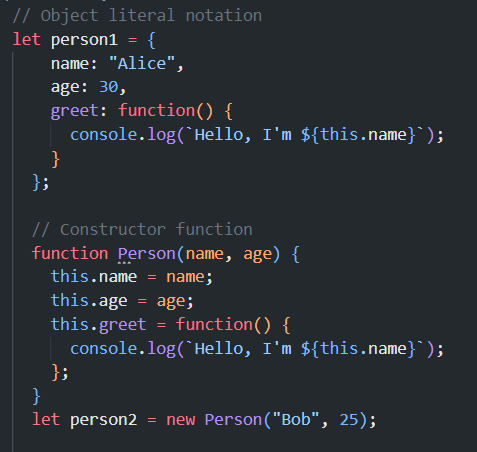 // Object literal notation
let person1 = {
name: "Alice",
age: 30,
greet: function() {
console.log(`Hello, I'm ${this.name}`);
}
};
// Constructor function
function Person(name, age) {
this.name = name;
this.age = age;
this.greet = function() {
console.log(`Hello, I'm ${this.name}`);
};
}
let person2 = new Person("Bob", 25);